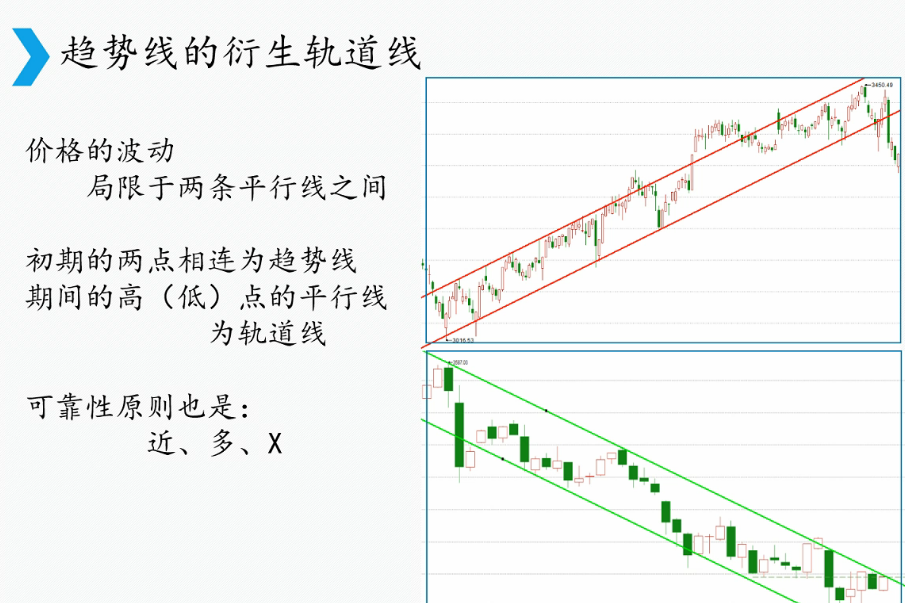 趋势线的衍生轨道线
价格的波动
局限于两条平行线之间
初期的两点相连为趋势线
期间的高（低）点的平行线
为轨道线
可靠性原则也是：
近、多、X
3450.49
3016.53
3587.00